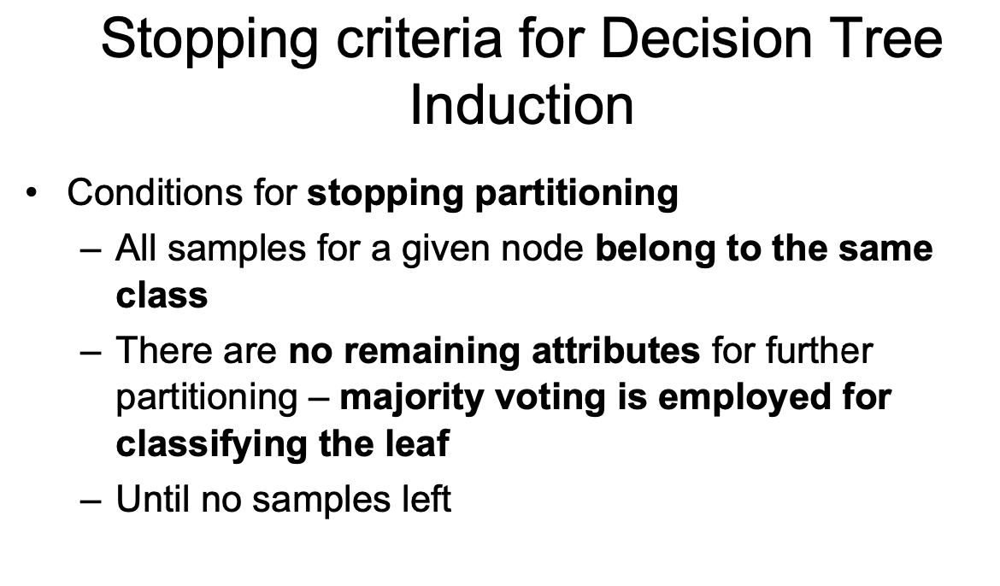 Stopping criteria for Decision Tree
Induction
• Conditions for stopping partitioning
– All samples for a given node belong to the same
class
– There are no remaining attributes for further
partitioning – majority voting is employed for
classifying the leaf
– Until no samples left